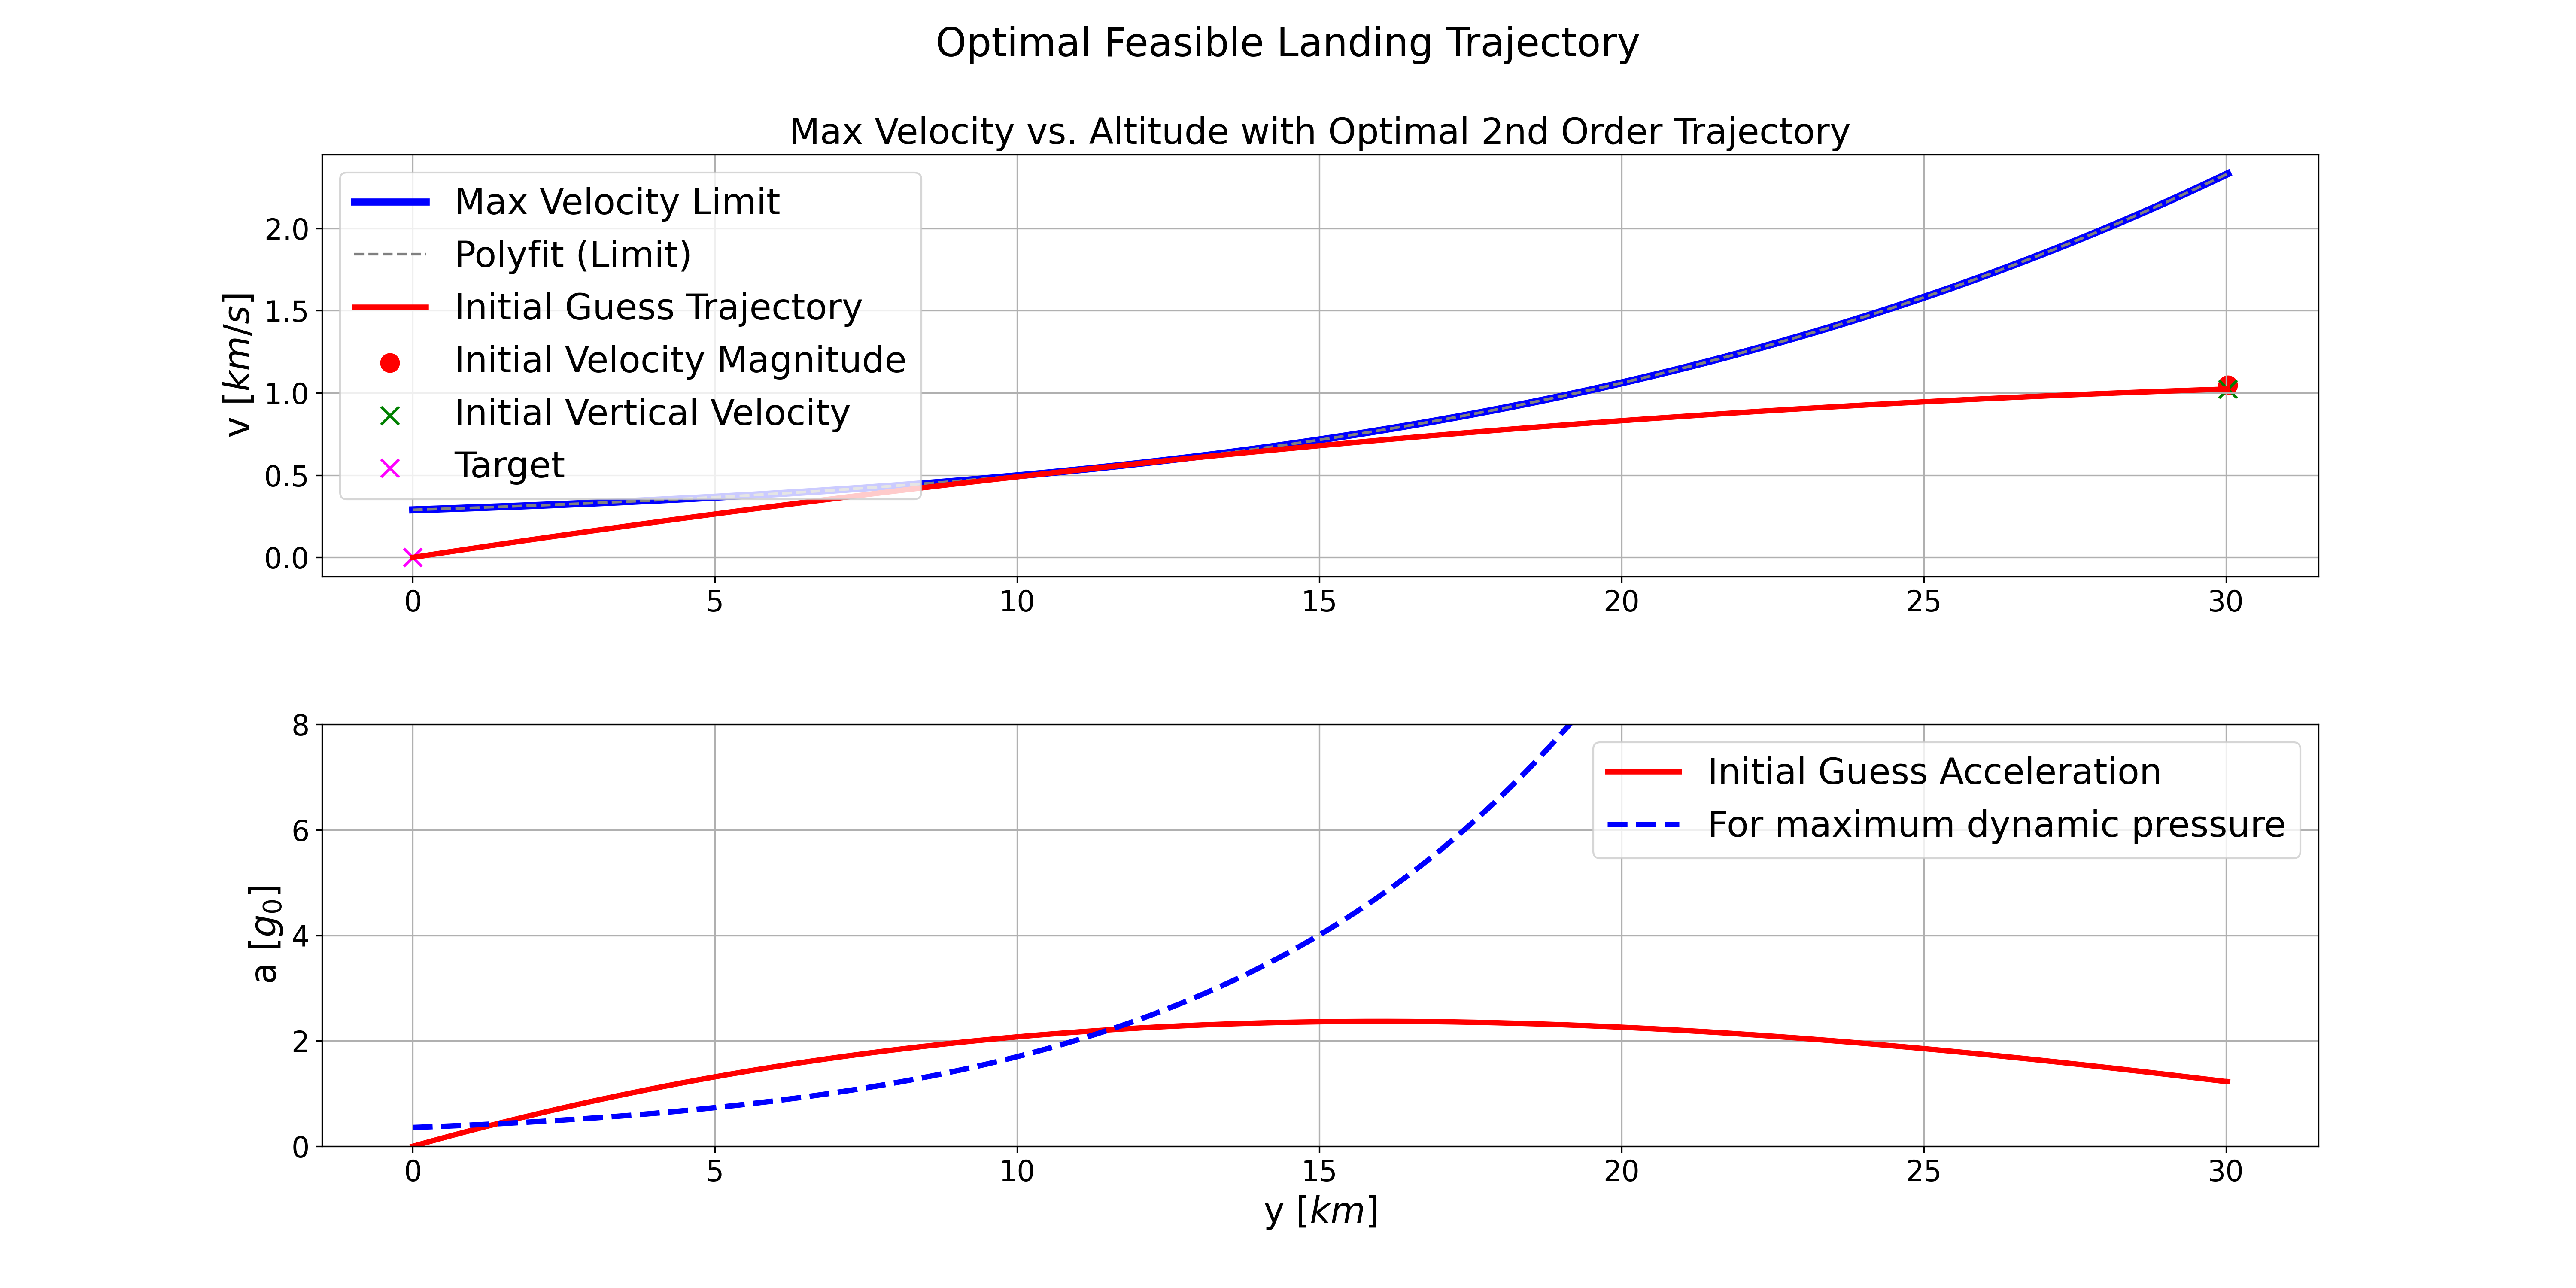 Optimal Feasible Landing Trajectory
Max Velocity vs. Altitude with Optimal 2nd Order Trajectory
v [km/s]
2.0
1.5
1.0
0.5
0.0
Max Velocity Limit
Polyfit (Limit)
Initial Guess Trajectory
Initial Velocity Magnitude
Initial Vertical Velocity
Target
0 5 10 15 20 25 30
a [g₀]
8
6
4
2
0
Initial Guess Acceleration
For maximum dynamic pressure
0 5 10 15 20 25 30
y [km]